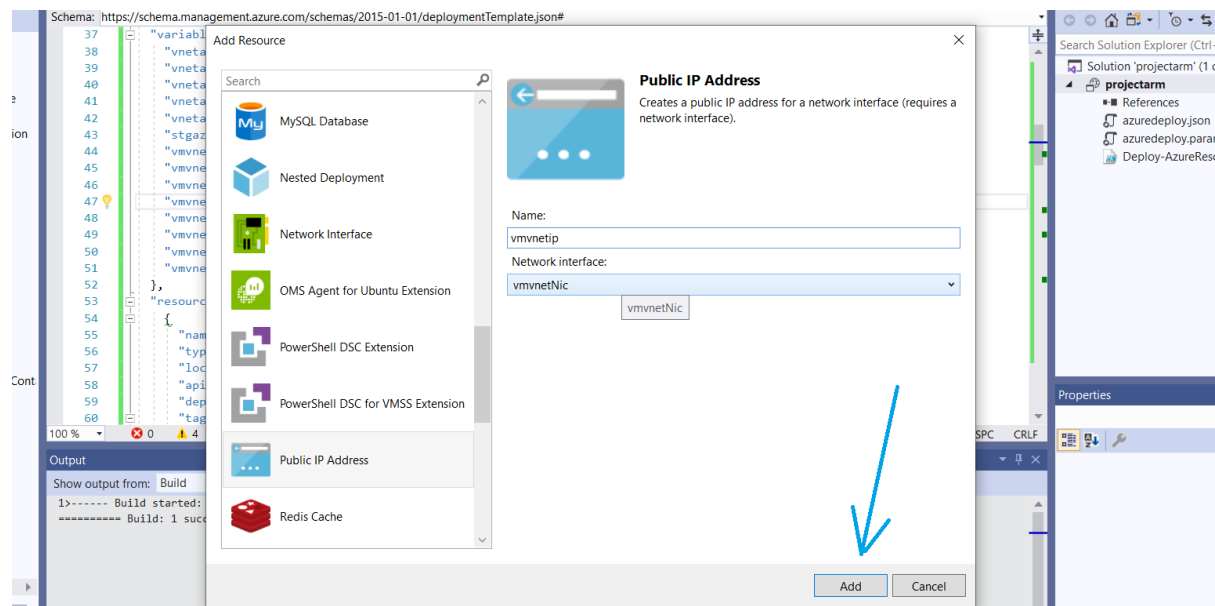 Schema: https://schema.management.azure.com/schemas/2015-01-01/deploymentTemplate.json#
37 "variabl
38 "vneta
39 "vneta
40 "vneta
41 "vneta
42 "vneta
43 "stgaz
44 "vmvne
45 "vmvne
46 "vmvne
47 "vmvne
48 "vmvne
49 "vmvne
50 "vmvne
51 "vmvne
52 },
53 "resourc
54 {
55 "nam
56 "typ
57 "loc
58 "api
59 "dep
60 "tag
100 % 0 4
SPC CRLF
ion
Cont
Output
Show output from: Build
1>------ Build started:
========== Build: 1 succ
Add Resource
Search
My
MySQL Database
Nested Deployment
Network Interface
OMS Agent for Ubuntu Extension
PowerShell DSC Extension
PowerShell DSC for VMSS Extension
Public IP Address
Redis Cache
Public IP Address
Creates a public IP address for a network interface (requires a
network interface).
Name:
vmvnetip
Network interface:
vmvnetNic
vmvnetNic
Add
Cancel
Search Solution Explorer (Ctrl-
Solution 'projectarm' (1
projectarm
References
azuredeploy.json
azuredeploy.parar
Deploy-AzureReso
Properties